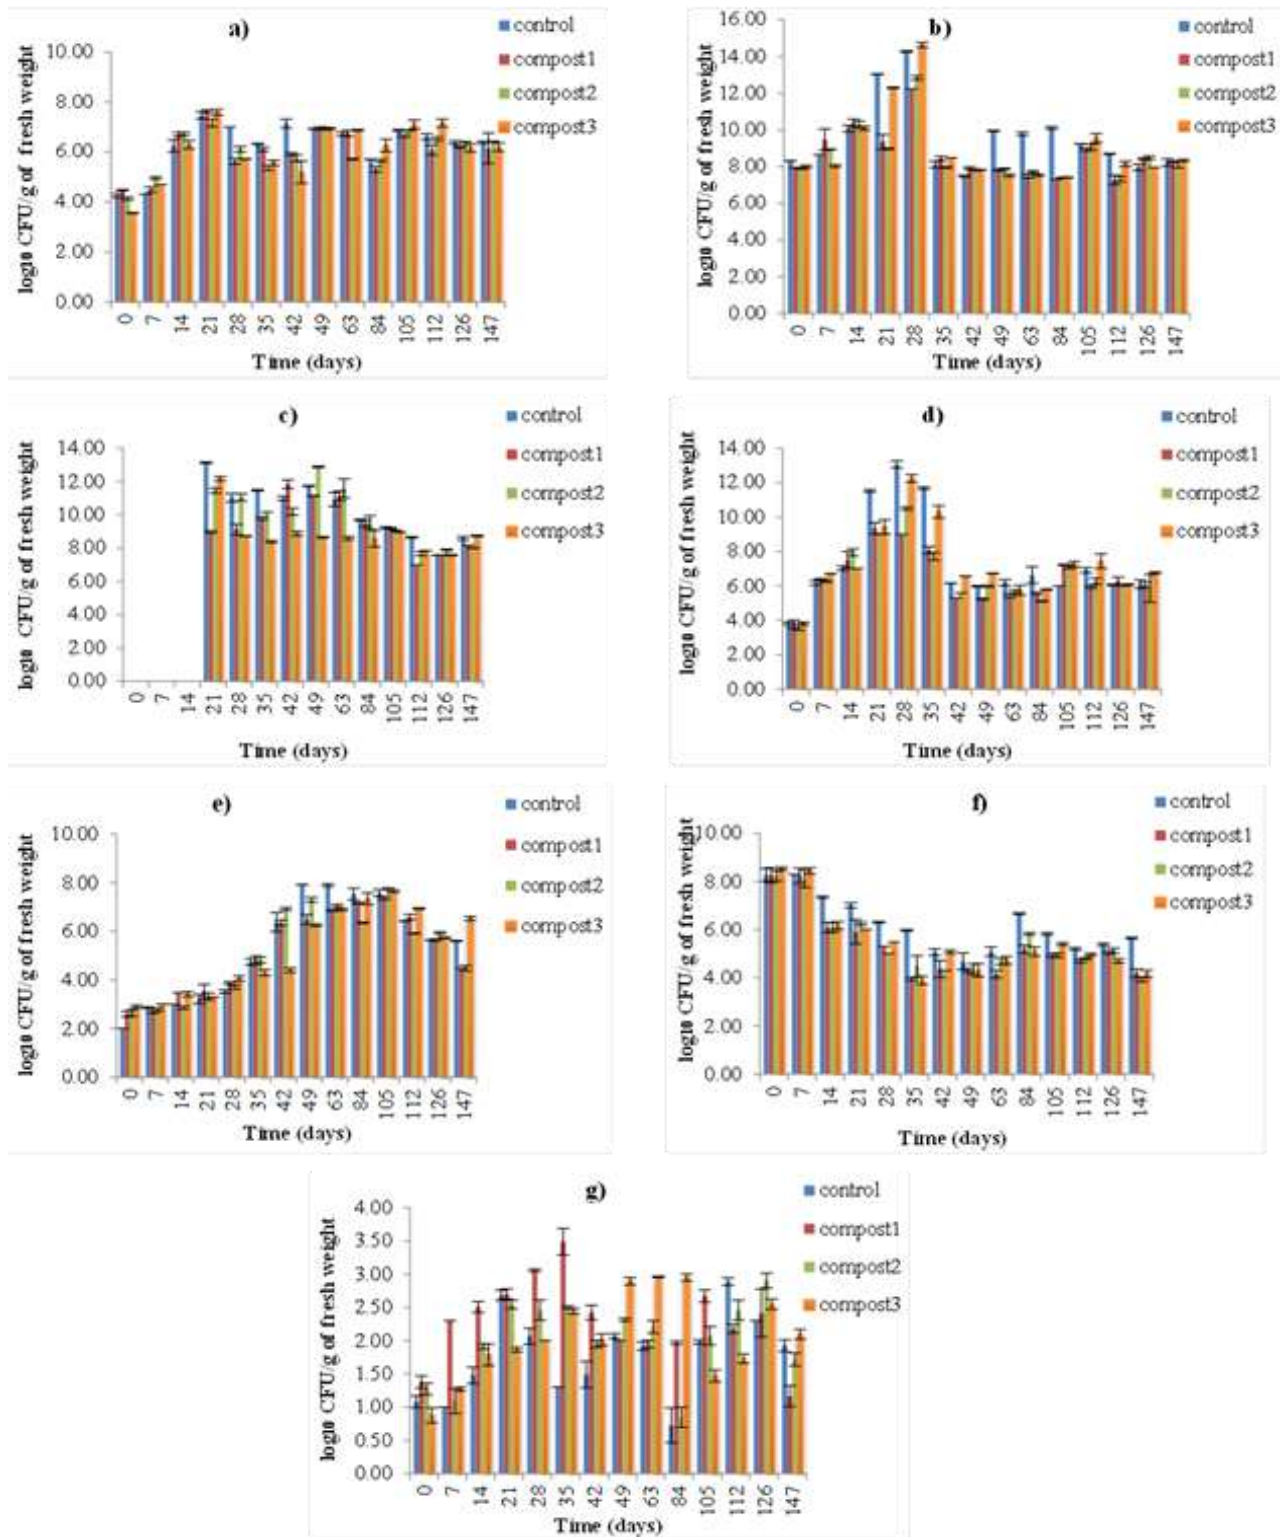 a)
control
compost1
compost2
compost3
log10 CFU/g of fresh weight
10.00
8.00
6.00
4.00
2.00
0.00
0 7 14 21 28 35 42 49 63 84 105 112 126 147
Time (days)
b)
control
compost1
compost2
compost3
log10 CFU/g of fresh weight
16.00
14.00
12.00
10.00
8.00
6.00
4.00
2.00
0.00
0 7 14 21 28 35 42 49 63 84 105 112 126 147
Time (days)
c)
control
compost1
compost2
compost3
log10 CFU/g of fresh weight
14.00
12.00
10.00
8.00
6.00
4.00
2.00
0.00
0 7 14 21 28 35 42 49 63 84 105 112 126 147
Time (days)
d)
control
compost1
compost2
compost3
log10 CFU/g of fresh weight
14.00
12.00
10.00
8.00
6.00
4.00
2.00
0.00
0 7 14 21 28 35 42 49 63 84 105 112 126 147
Time (days)
e)
control
compost1
compost2
compost3
log10 CFU/g of fresh weight
10.00
8.00
6.00
4.00
2.00
0.00
0 7 14 21 28 35 42 49 63 84 105 112 126 147
Time (days)
f)
control
compost1
compost2
compost3
log10 CFU/g of fresh weight
10.00
8.00
6.00
4.00
2.00
0.00
0 7 14 21 28 35 42 49 63 84 105 112 126 147
Time (days)
g)
control
compost1
compost2
compost3
log10 CFU/g of fresh weight
4.00
3.50
3.00
2.50
2.00
1.50
1.00
0.50
0.00
0 7 14 21 28 35 42 49 63 84 105 112 126 147
Time (days)